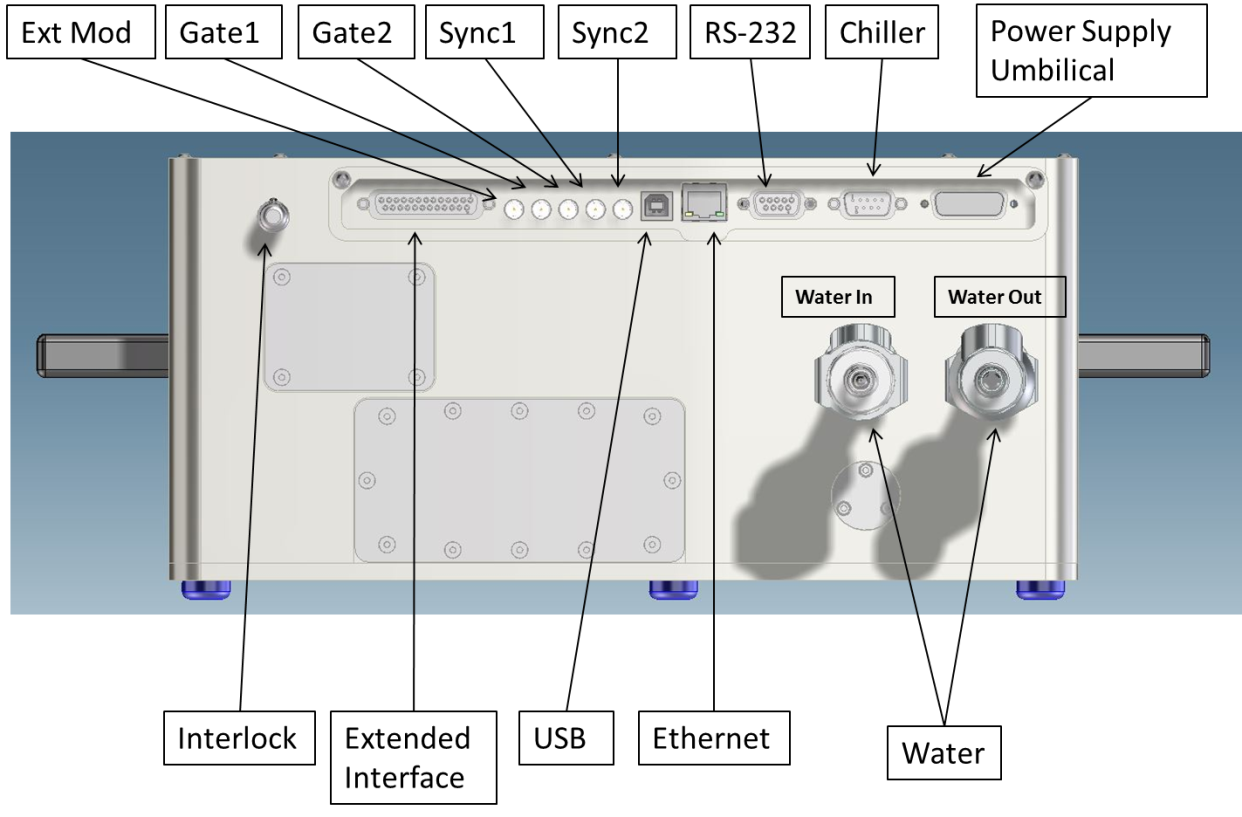 Ext Mod
Gate1
Gate2
Sync1
Sync2
RS-232
Chiller
Power Supply
Umbilical
Water In
Water Out
Interlock
Extended
Interface
USB
Ethernet
Water